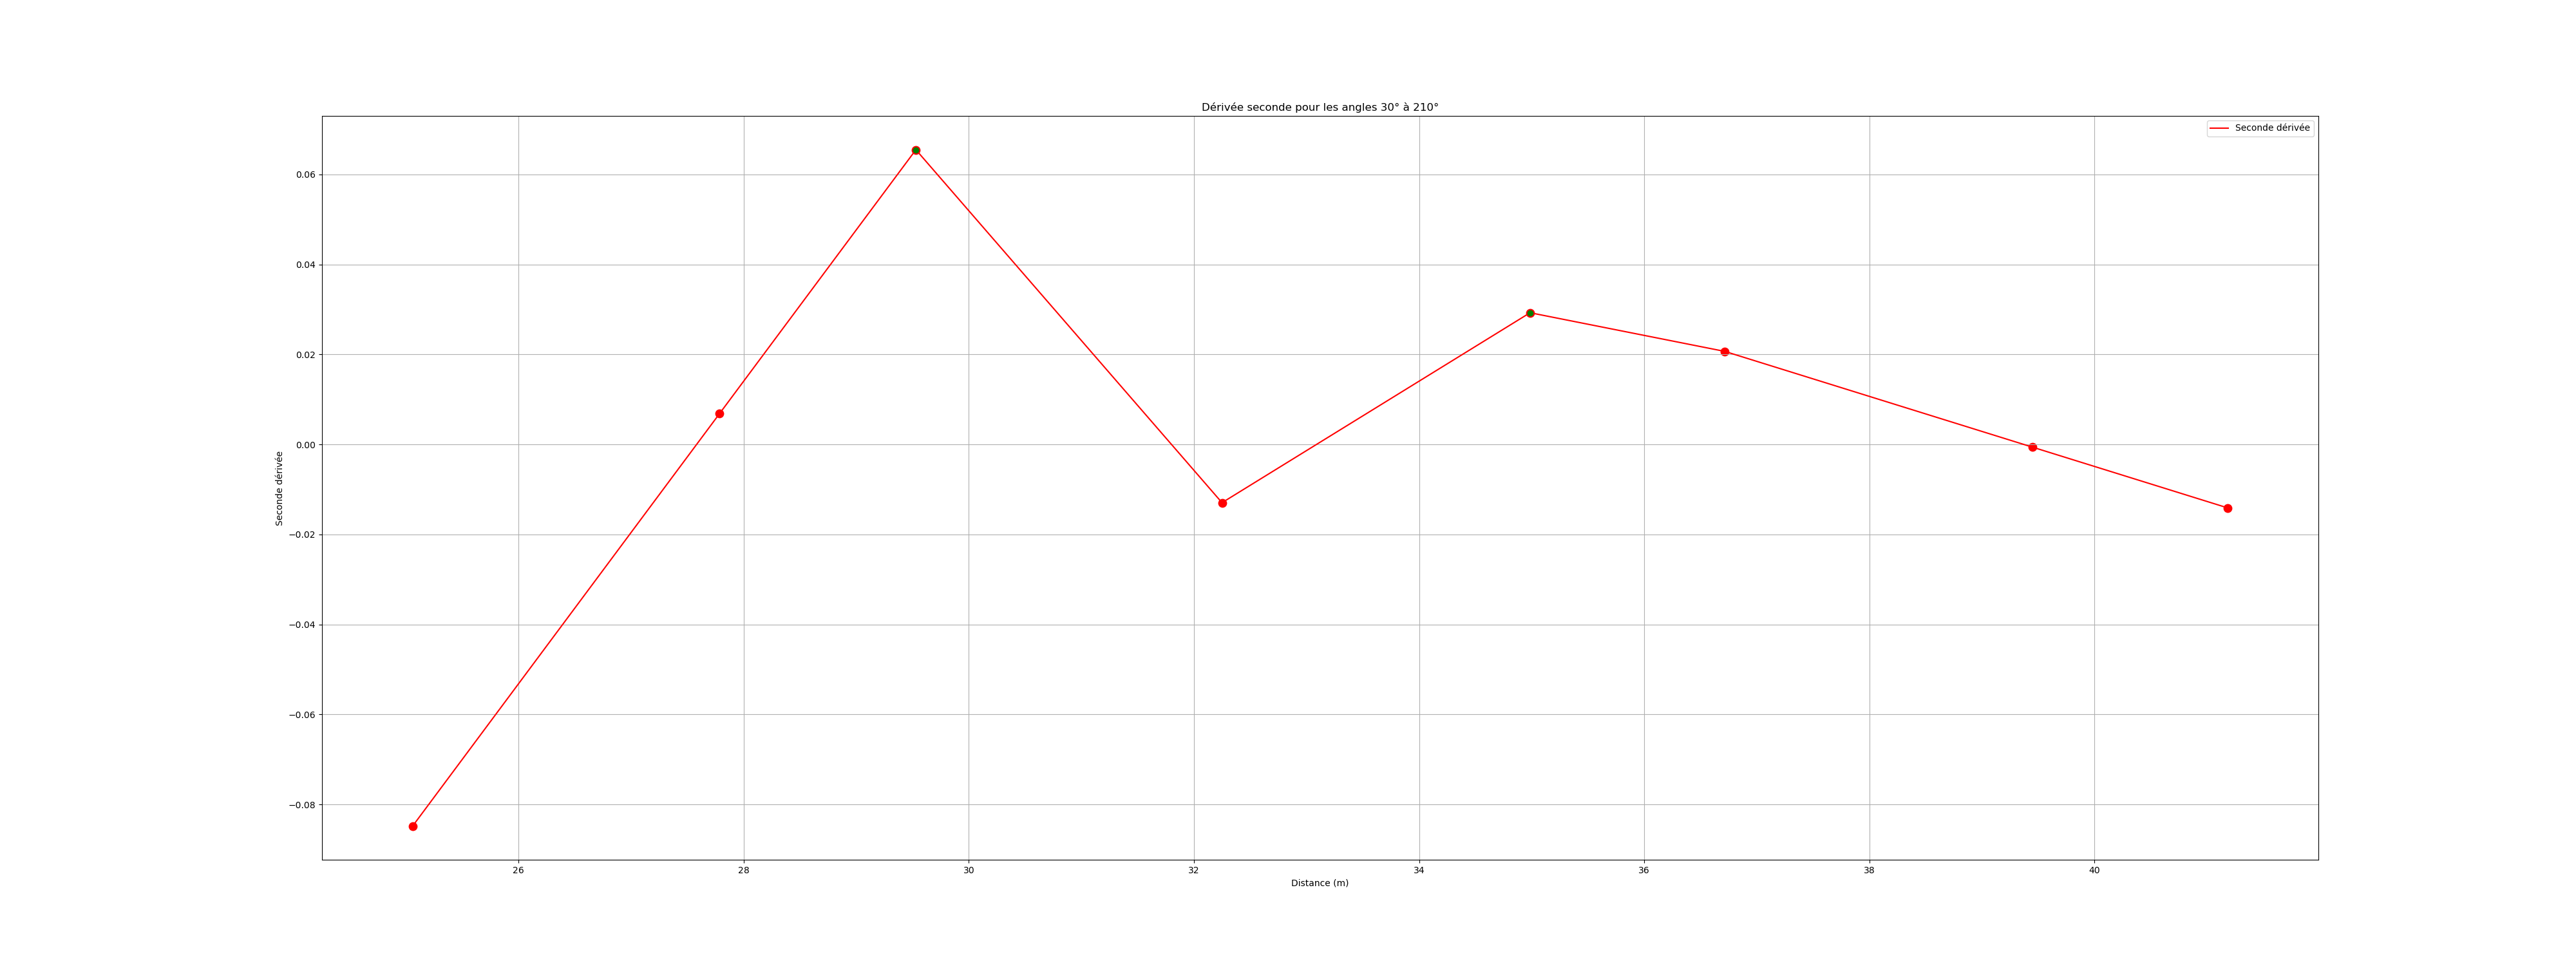 Dérivée seconde pour les angles 30° à 210°
Seconde dérivée
0.06
0.04
0.02
0.00
−0.02
−0.04
−0.06
−0.08
Seconde dérivée
26 28 30 32 34 36 38 40
Distance (m)